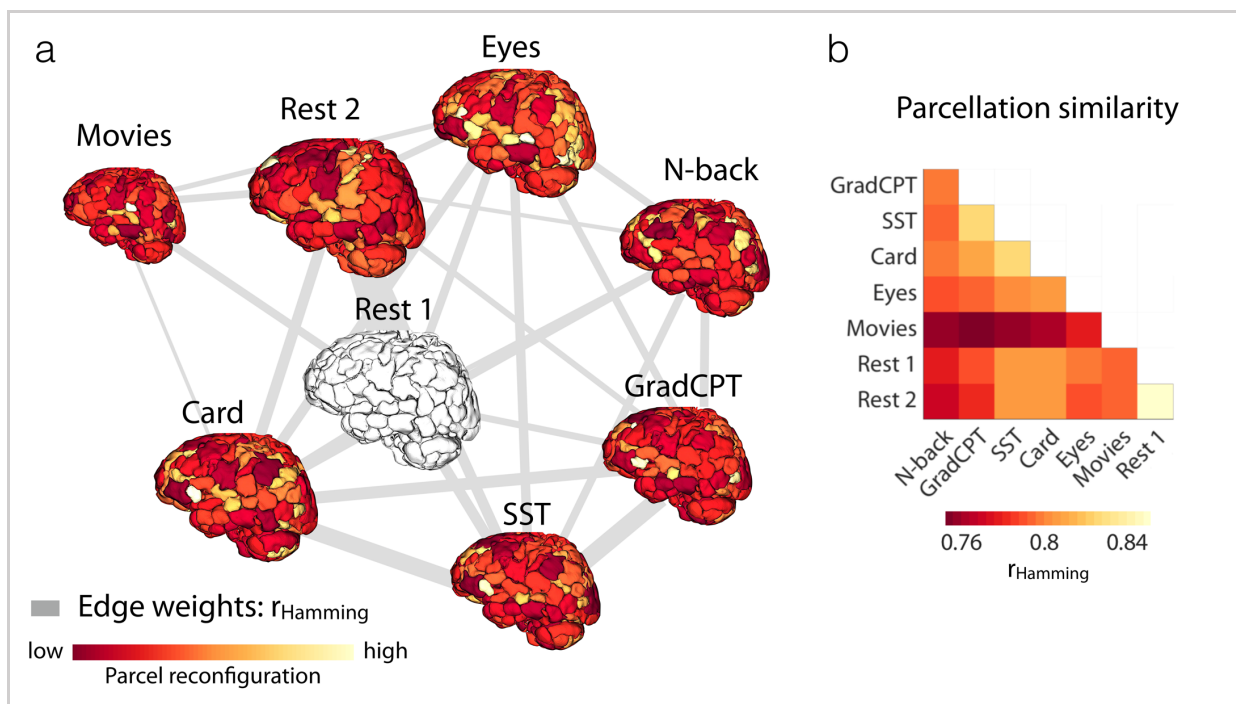 a
Eyes
Rest 2
Movies
N-back
Rest 1
GradCPT
Card
SST
Edge weights: rHamming
low
high
Parcel reconfiguration
b
Parcellation similarity
GradCPT
SST
Card
Eyes
Movies
Rest 1
Rest 2
N-back
GradCPT
SST
Card
Eyes
Movies
Rest 1
0.76 0.8 0.84
rHamming